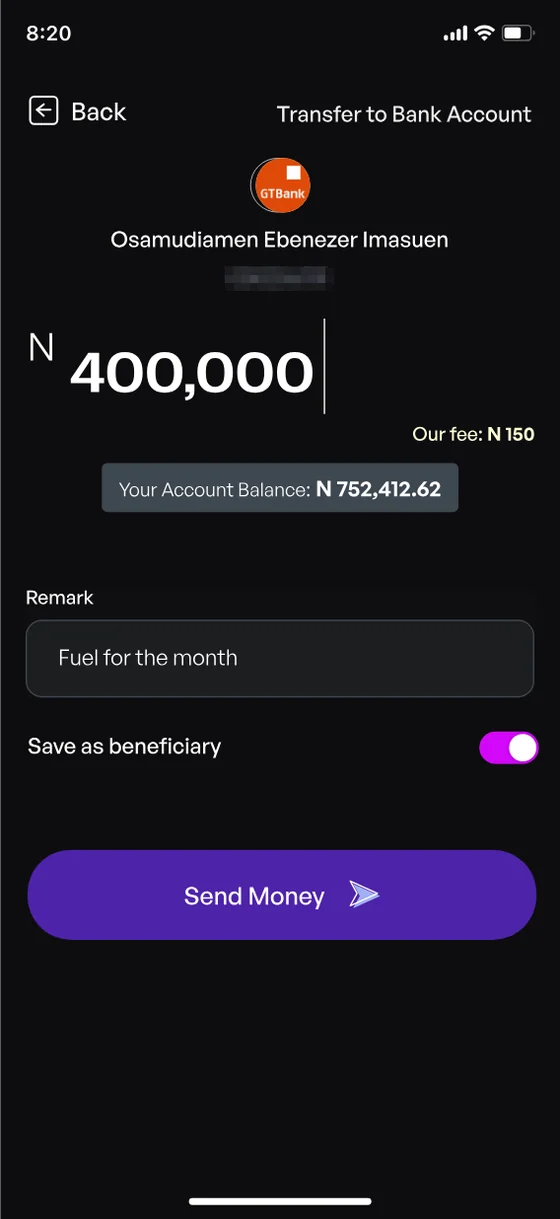 8:20
Back
Transfer to Bank Account
GTBank
Osamudiamen Ebenezer Imasuen
N 400,000
Our fee: N 150
Your Account Balance: N 752,412.62
Remark
Fuel for the month
Save as beneficiary
Send Money